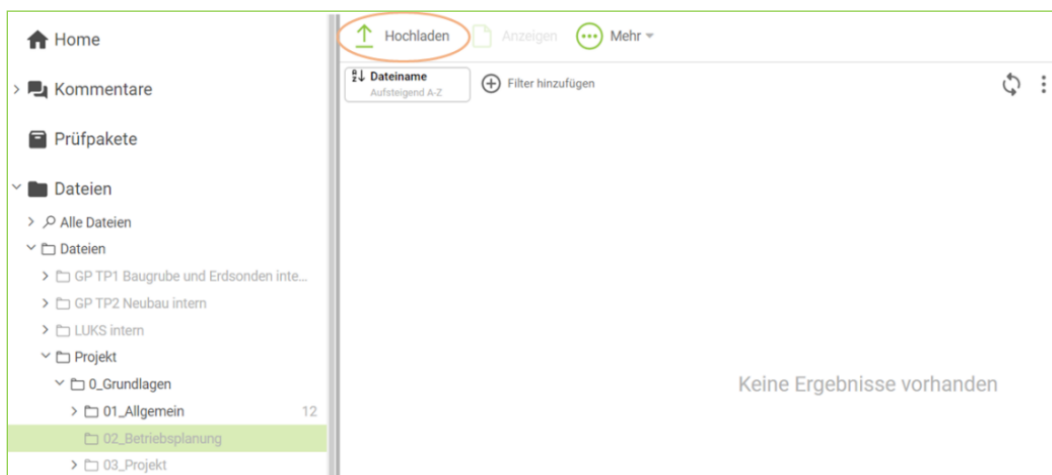 Home
Kommentare
Prüfpakete
Dateien
Alle Dateien
Dateien
GP TP1 Baugrube und Erdsonden inte...
GP TP2 Neubau intern
LUKS intern
Projekt
0_Grundlagen
01_Allgemein 12
02_Betriebsplanung
03_Projekt
Hochladen Anzeigen Mehr
Dateiname
Aufsteigend A-Z
Filter hinzufügen
Keine Ergebnisse vorhanden